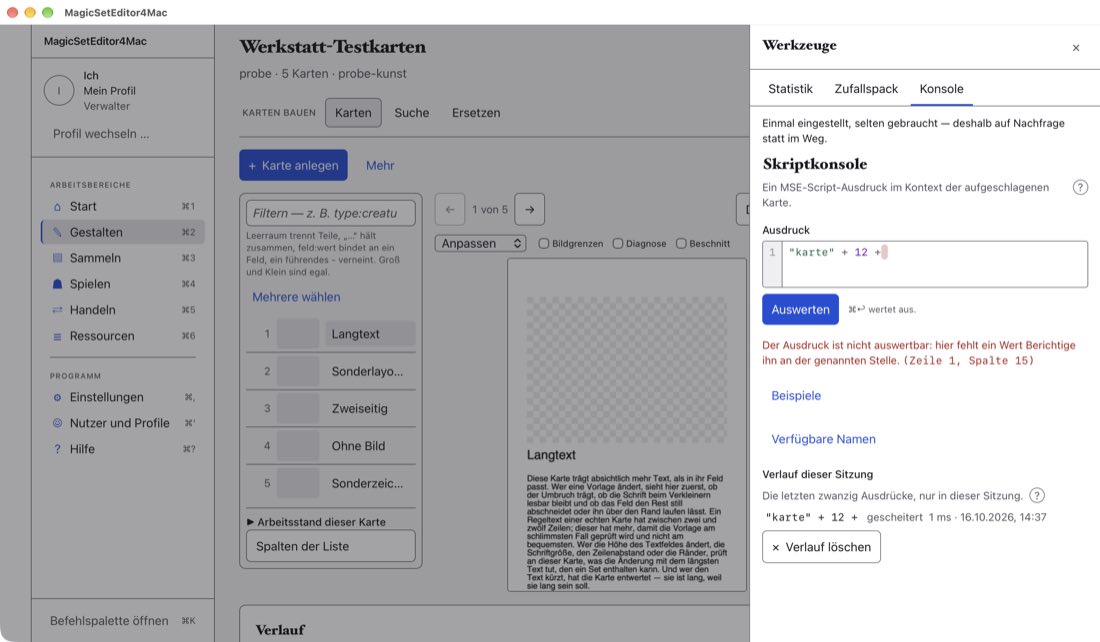 MagicSetEditor4Mac
MagicSetEditor4Mac
I
Ich
Mein Profil
Verwalter
Profil wechseln ...
ARBEITSBEREICHE
Start ⌘1
Gestalten ⌘2
Sammeln ⌘3
Spielen ⌘4
Handeln ⌘5
Ressourcen ⌘6
PROGRAMM
Einstellungen ⌘,
Nutzer und Profile ⌘'
? Hilfe ⌘?
Befehlspalette öffnen ⌘K
Werkstatt-Testkarten
probe · 5 Karten · probe-kunst
KARTEN BAUEN Karten Suche Ersetzen
+ Karte anlegen Mehr
Filtern — z. B. type:creatu
Leerraum trennt Teile, „…" hält
zusammen, feld:wert bindet an ein
Feld, ein führendes - verneint. Groß
und Klein sind egal.
Mehrere wählen
1 Langtext
2 Sonderlayo...
3 Zweiseitig
4 Ohne Bild
5 Sonderzeic...
▶ Arbeitsstand dieser Karte
Spalten der Liste
← 1 von 5 →
Anpassen Bildgrenzen Diagnose Beschnitt
Langtext
Diese Karte trägt absichtlich mehr Text, als in ihr Feld
passt. Wer eine Vorlage ändert, sieht hier zuerst, ob
der Umbruch trägt, ob die Schrift beim Verkleinern
lesbar bleibt und ob das Feld den Rest still
abschneidet oder ihn über den Rand laufen lässt. Ein
Regeltext einer echten Karte hat zwischen zwei und
zwölf Zeilen; dieser hat mehr, damit die Vorlage am
schlimmsten Fall geprüft wird und nicht am
bequemsten. Wer die Höhe des Textfeldes ändert, die
Schriftgröße, den Zeilenabstand oder die Ränder, prüft
an dieser Karte, was die Änderung mit dem längsten
Text tut, den ein Set enthalten kann. Und wer den
Text kürzt, hat die Karte entwertet — sie ist lang, weil
sie lang sein soll.
Verlauf
Werkzeuge ×
Statistik Zufallspack Konsole
Einmal eingestellt, selten gebraucht — deshalb auf Nachfrage
statt im Weg.
Skriptkonsole
Ein MSE-Script-Ausdruck im Kontext der aufgeschlagenen ?
Karte.
Ausdruck
1 "karte" + 12 +
Auswerten ⌘↩ wertet aus.
Der Ausdruck ist nicht auswertbar: hier fehlt ein Wert Berichtige
ihn an der genannten Stelle. (Zeile 1, Spalte 15)
Beispiele
Verfügbare Namen
Verlauf dieser Sitzung
Die letzten zwanzig Ausdrücke, nur in dieser Sitzung. ?
"karte" + 12 + gescheitert 1 ms · 16.10.2026, 14:37
× Verlauf löschen